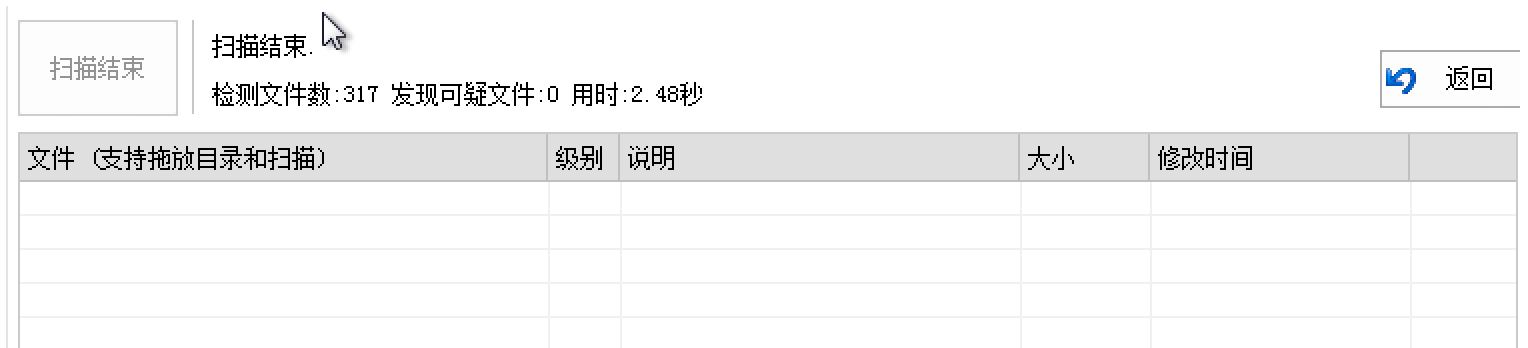 扫描结束
扫描结束.
检测文件数:317 发现可疑文件:0 用时:2.48秒
返回
文件 (支持拖放目录和扫描) 级别 说明 大小 修改时间